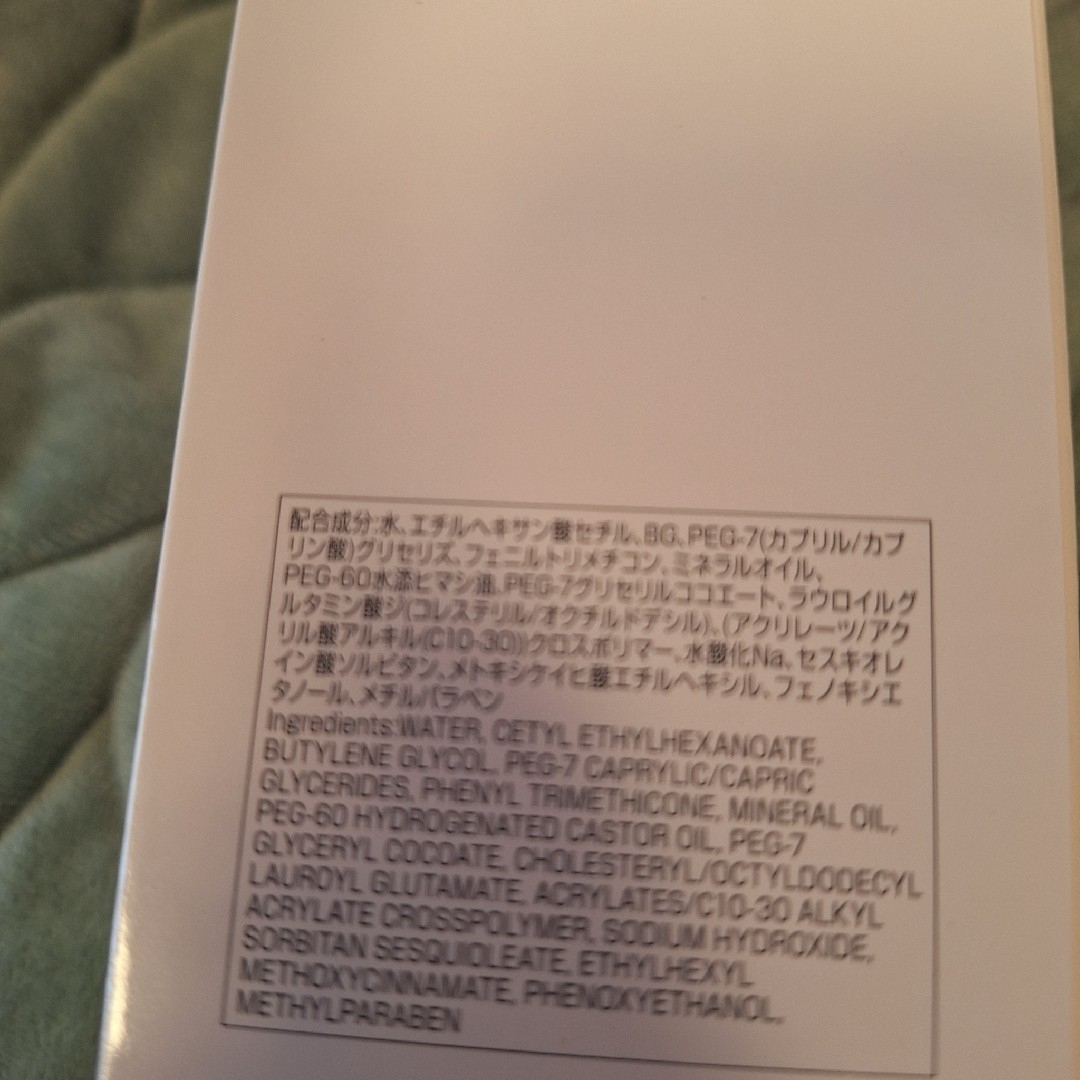 配合成分:水、エチルヘキサン酸セチル、BG、PEG-7(カプリル/カプ
リン酸)グリセリズ、フェニルトリメチコン、ミネラルオイル、
PEG-60水添ヒマシ油、PEG-7グリセリルココエート、ラウロイルグ
ルタミン酸ジ(コレステリル/オクチルドデシル)、(アクリレーツ/アク
リル酸アルキル(C10-30))クロスポリマー、水酸化Na、セスキオレ
イン酸ソルビタン、メトキシケイヒ酸エチルヘキシル、フェノキシエ
タノール、メチルパラベン
Ingredients:WATER, CETYL ETHYLHEXANOATE,
BUTYLENE GLYCOL, PEG-7 CAPRYLIC/CAPRIC
GLYCERIDES, PHENYL TRIMETHICONE, MINERAL OIL,
PEG-60 HYDROGENATED CASTOR OIL, PEG-7
GLYCERYL COCOATE, CHOLESTERYL/OCTYLDODECYL
LAUROYL GLUTAMATE, ACRYLATES/C10-30 ALKYL
ACRYLATE CROSSPOLYMER, SODIUM HYDROXIDE,
SORBITAN SESQUIOLEATE, ETHYLHEXYL
METHOXYCINNAMATE, PHENOXYETHANOL,
METHYLPARABEN